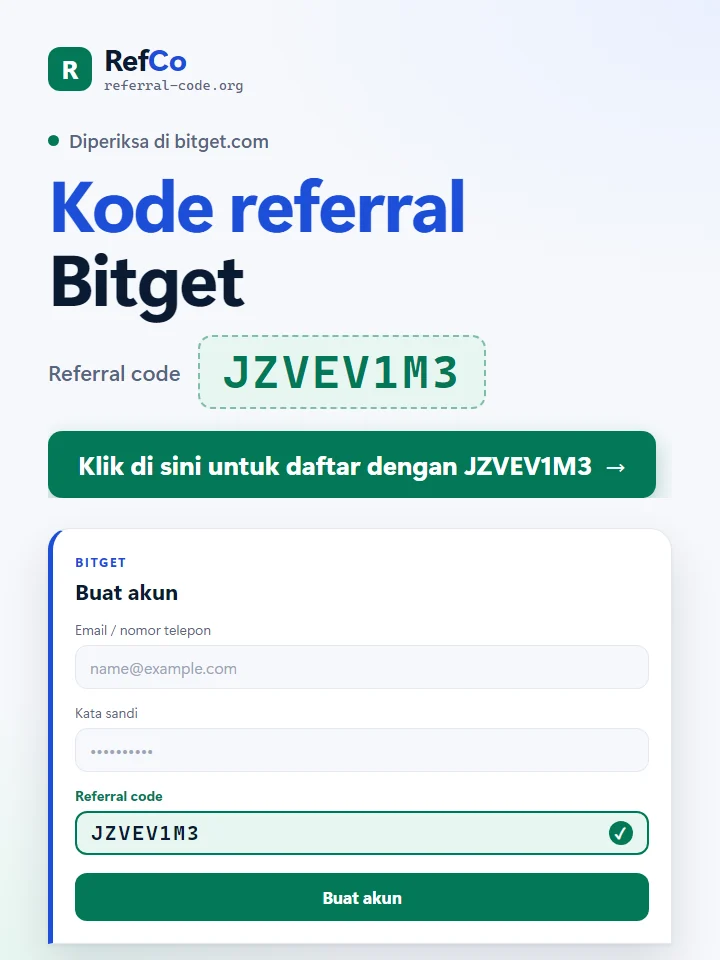 R
RefCo
referral-code.org
Diperiksa di bitget.com
Kode referral
Bitget
Referral code
JZVEV1M3
Klik di sini untuk daftar dengan JZVEV1M3 →
BITGET
Buat akun
Email / nomor telepon
name@example.com
Kata sandi
••••••••••
Referral code
JZVEV1M3
Buat akun